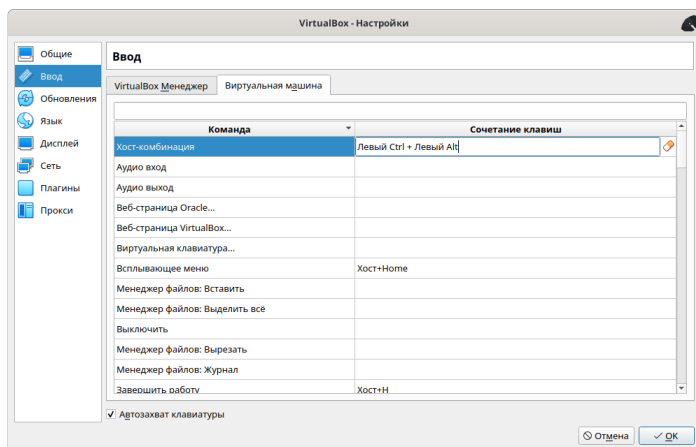 VirtualBox - Настройки
Общие
Ввод
Обновления
Язык
Дисплей
Сеть
Плагины
Прокси
Ввод
VirtualBox Менеджер
Виртуальная машина
Команда
Сочетание клавиш
Хост-комбинация
Левый Ctrl + Левый Alt
Аудио вход
Аудио выход
Веб-страница Oracle...
Веб-страница VirtualBox...
Виртуальная клавиатура...
Всплывающее меню
Хост+Home
Менеджер файлов: Вставить
Менеджер файлов: Выделить всё
Выключить
Менеджер файлов: Вырезать
Менеджер файлов: Журнал
Завершить работу
Хост+H
Автозахват клавиатуры
Отмена
OK